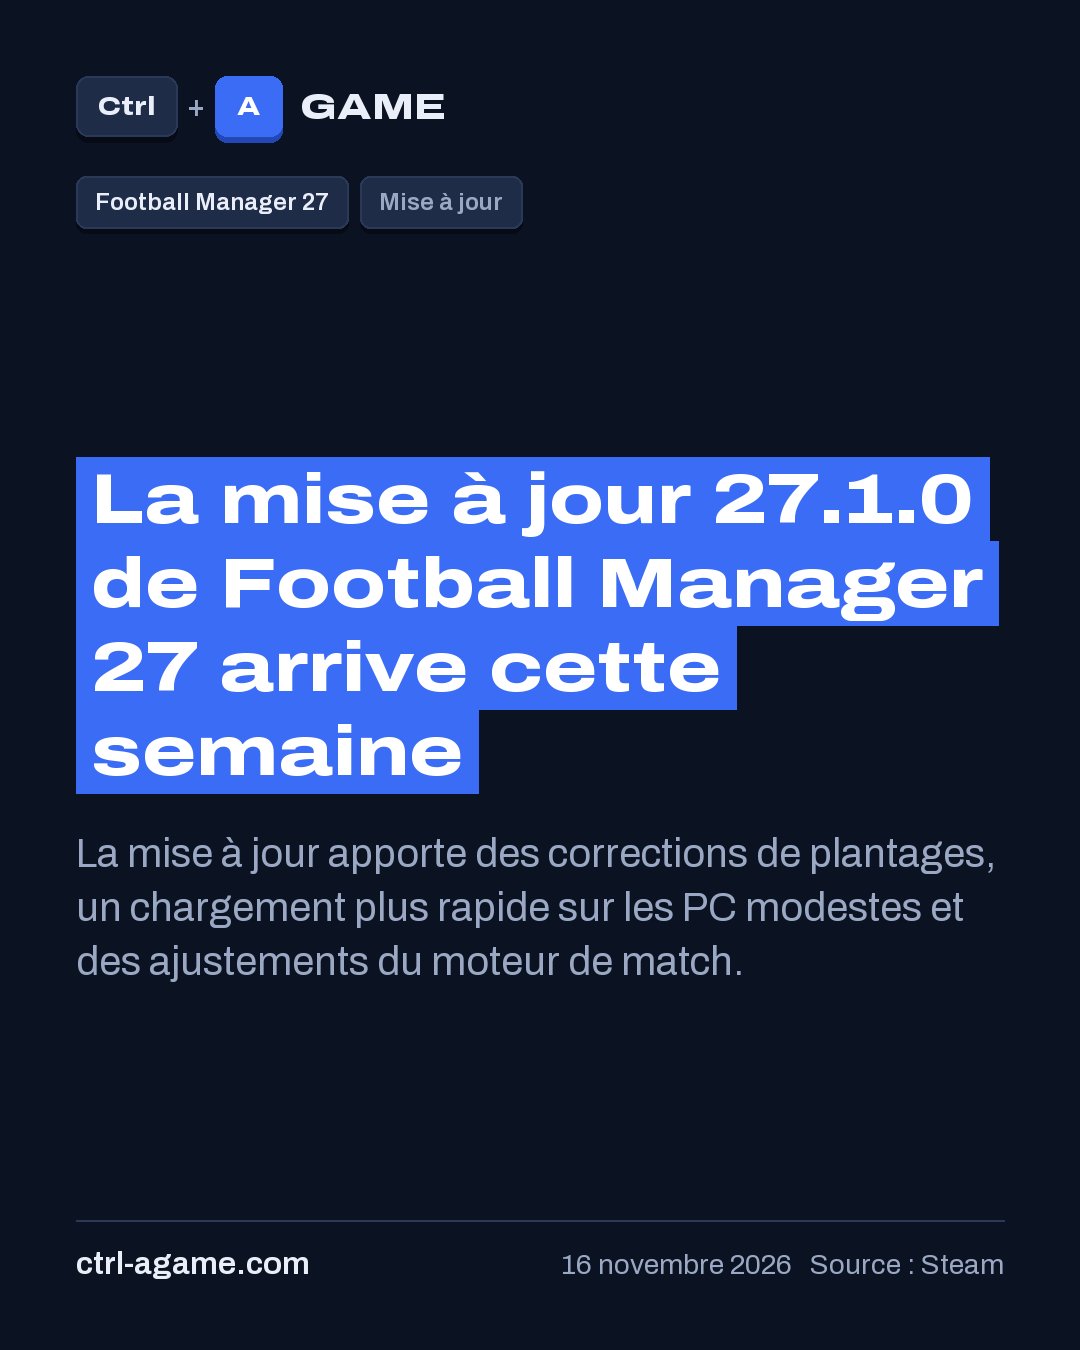 Ctrl + A GAME
Football Manager 27 Mise à jour
La mise à jour 27.1.0
de Football Manager
27 arrive cette
semaine
La mise à jour apporte des corrections de plantages,
un chargement plus rapide sur les PC modestes et
des ajustements du moteur de match.
ctrl-agame.com 16 novembre 2026 Source : Steam